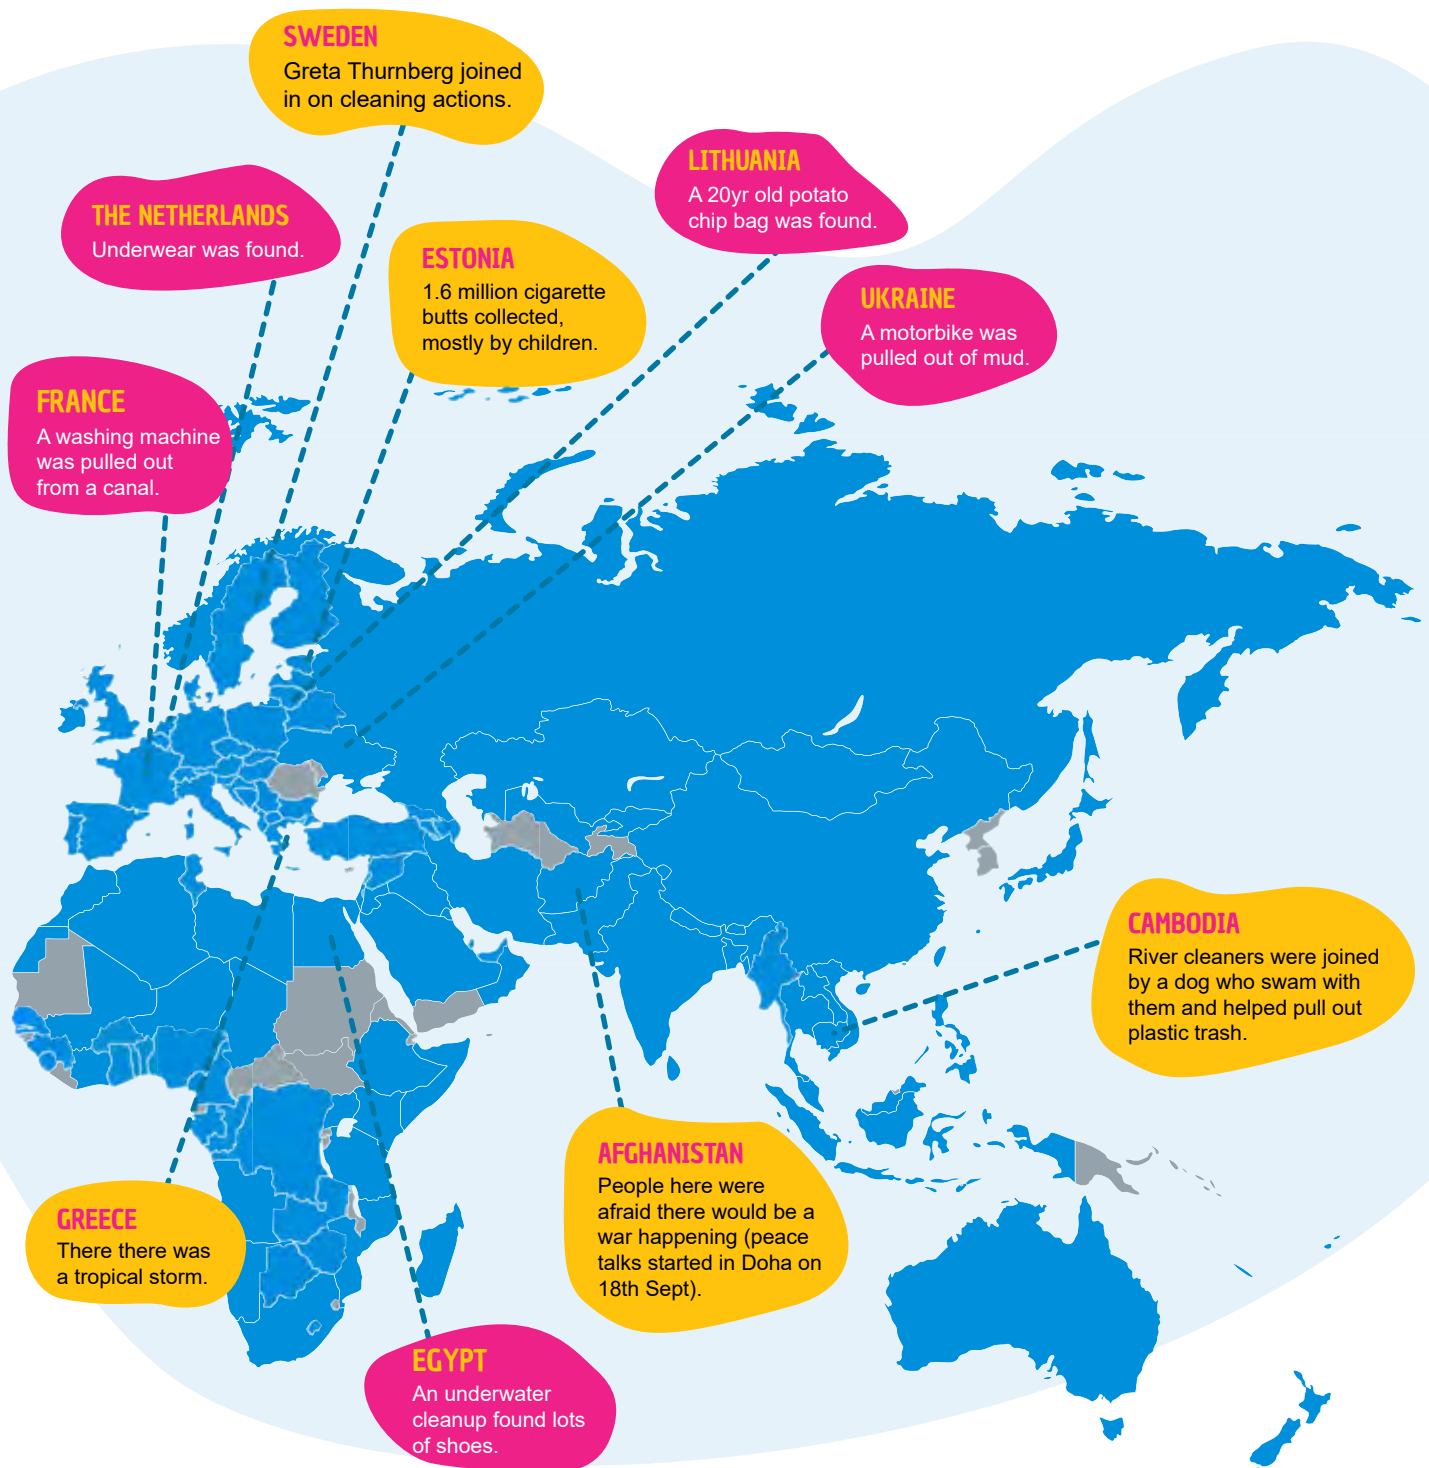 SWEDEN
Greta Thurnberg joined
in on cleaning actions.
LITHUANIA
A 20yr old potato
chip bag was found.
THE NETHERLANDS
Underwear was found.
ESTONIA
1.6 million cigarette
butts collected,
mostly by children.
UKRAINE
A motorbike was
pulled out of mud.
FRANCE
A washing machine
was pulled out
from a canal.
CAMBODIA
River cleaners were joined
by a dog who swam with
them and helped pull out
plastic trash.
AFGHANISTAN
People here were
afraid there would be a
war happening (peace
talks started in Doha on
18th Sept).
GREECE
There there was
a tropical storm.
EGYPT
An underwater
cleanup found lots
of shoes.